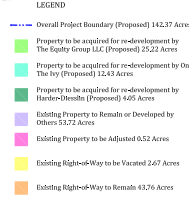 LEGEND
Overall Project Boundary (Proposed) 142.37 Acres
Property to be acquired for re-development by
The Equity Group LLC (Proposed) 25.22 Acres
Property to be acquired for re-development by On
The Ivy (Proposed) 12.43 Acres
Property to be acquired for re-development by
Harder-Diesslin (Proposed) 4.05 Acres
Existing Property to Remain or Developed by
Others 53.72 Acres
Existing Property to be Adjusted 0.52 Acres
Existing Right-of-Way to be Vacated 2.67 Acres
Existing Right-of-Way to Remain 43.76 Acres